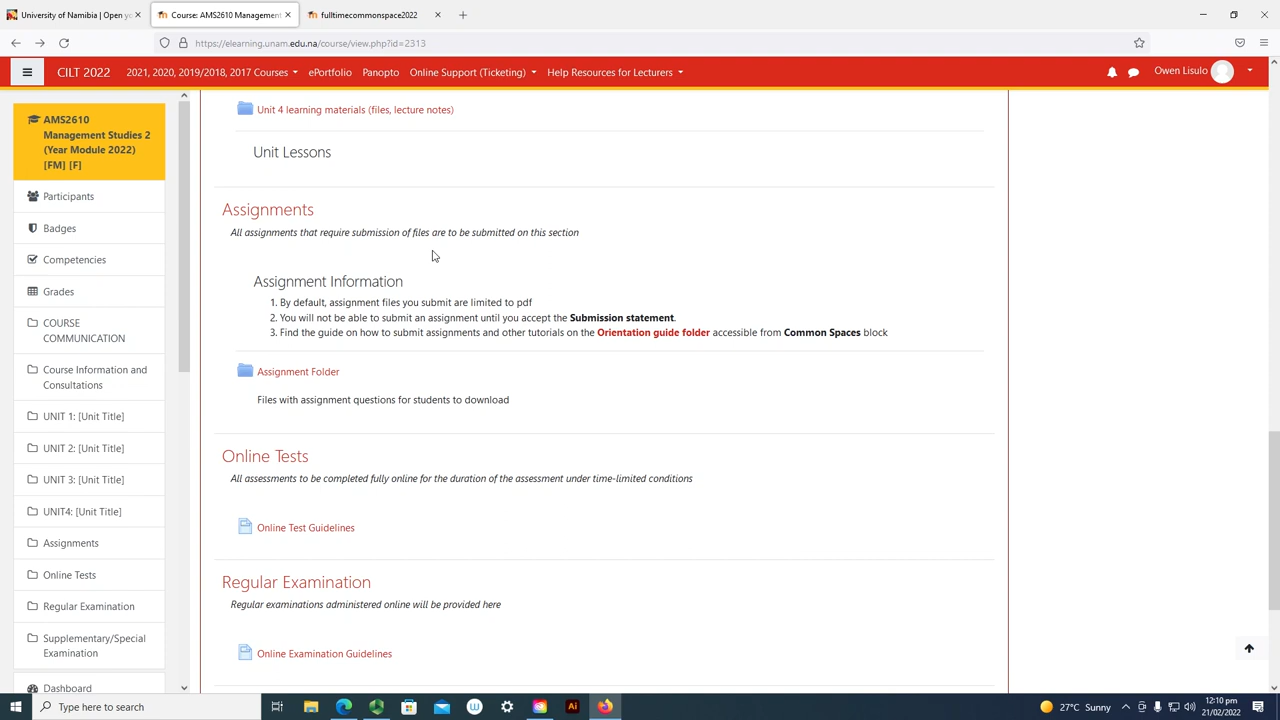 University of Namibia | Open yo
Course: AMS2610 Management
fulltimecommonspace2022
https://elearning.unam.edu.na/course/view.php?id=2313
CILT 2022
2021, 2020, 2019/2018, 2017 Courses
ePortfolio
Panopto
Online Support (Ticketing)
Help Resources for Lecturers
Owen Lisulo
AMS2610
Management Studies 2
(Year Module 2022)
[FM] [F]
Participants
Badges
Competencies
Grades
COURSE
COMMUNICATION
Course Information and
Consultations
UNIT 1: [Unit Title]
UNIT 2: [Unit Title]
UNIT 3: [Unit Title]
UNIT4: [Unit Title]
Assignments
Online Tests
Regular Examination
Supplementary/Special
Examination
Dashboard
Unit 4 learning materials (files, lecture notes)
Unit Lessons
Assignments
All assignments that require submission of files are to be submitted on this section
Assignment Information
1. By default, assignment files you submit are limited to pdf
2. You will not be able to submit an assignment until you accept the Submission statement.
3. Find the guide on how to submit assignments and other tutorials on the Orientation guide folder accessible from Common Spaces block
Assignment Folder
Files with assignment questions for students to download
Online Tests
All assessments to be completed fully online for the duration of the assessment under time-limited conditions
Online Test Guidelines
Regular Examination
Regular examinations administered online will be provided here
Online Examination Guidelines
Type here to search
Ai
27°C Sunny
12:10 pm
21/02/2022